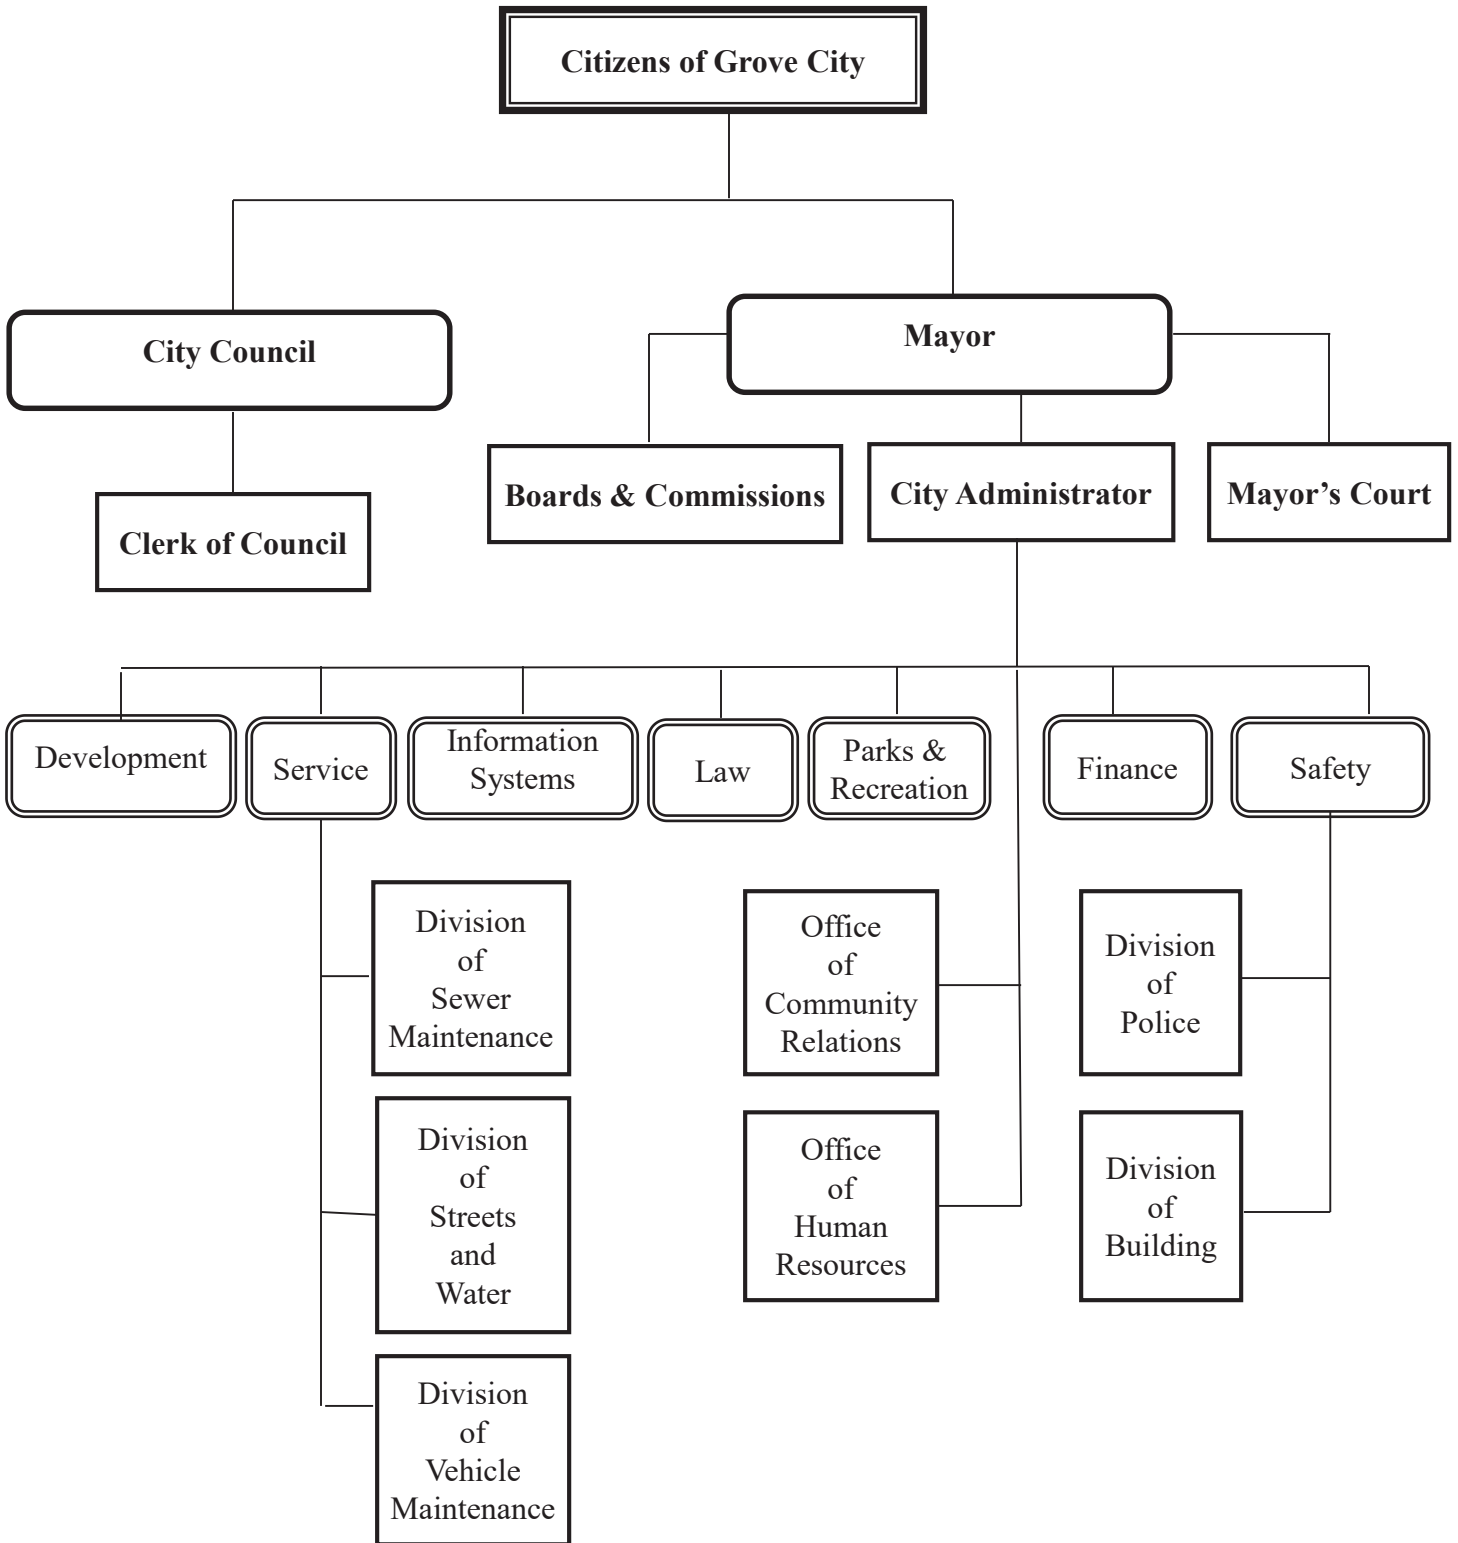 Citizens of Grove City
City Council
Mayor
Boards & Commissions
City Administrator
Mayor’s Court
Clerk of Council
Development
Service
Information
Systems
Law
Parks &
Recreation
Finance
Safety
Division
of
Sewer
Maintenance
Division
of
Streets
and
Water
Division
of
Vehicle
Maintenance
Office
of
Community
Relations
Office
of
Human
Resources
Division
of
Police
Division
of
Building